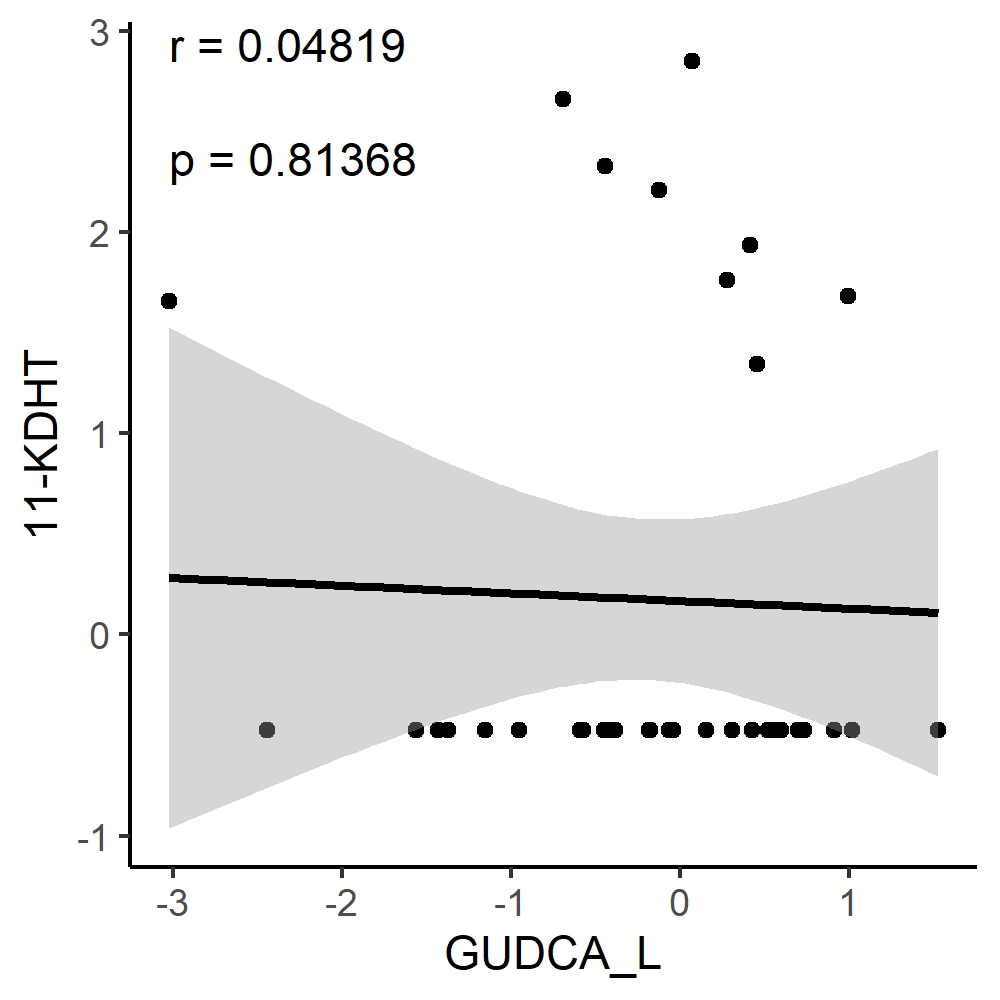 r = 0.04819
p = 0.81368
3
2
1
0
-1
11-KDHT
-3
-2
-1
0
1
GUDCA_L